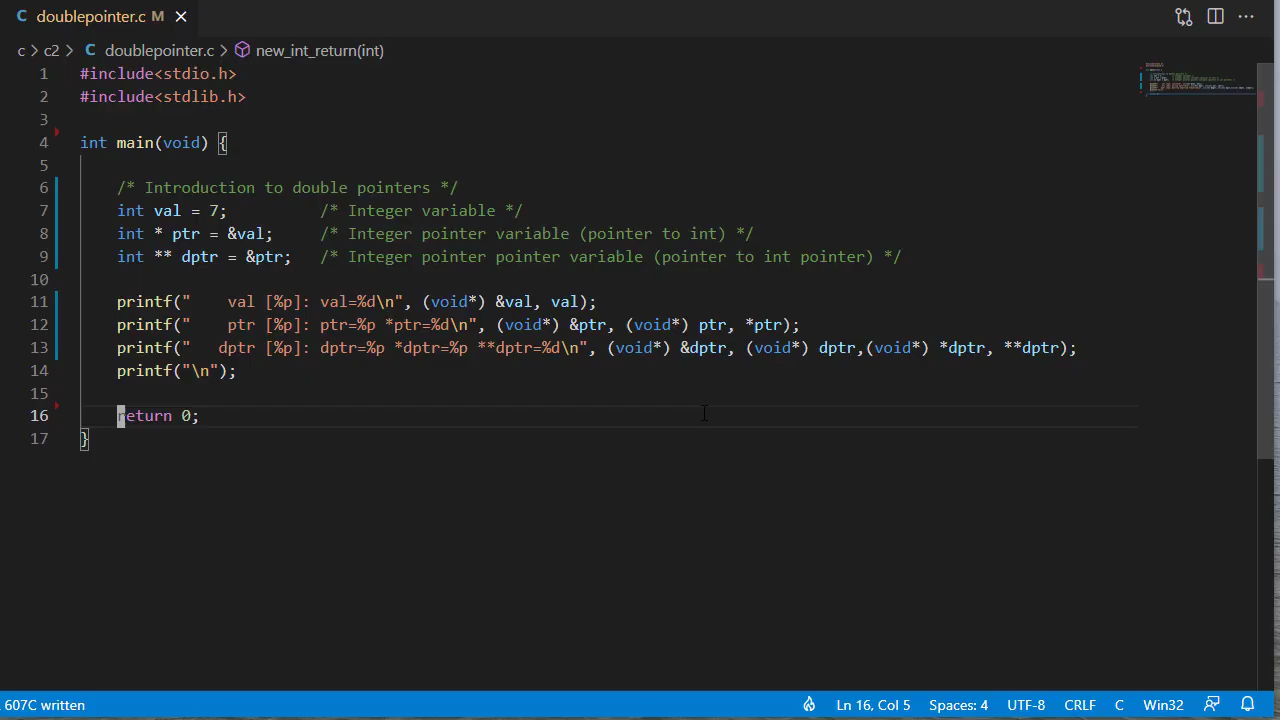 doublepointer.c M
c > c2 > C doublepointer.c > new_int_return(int)
1 #include<stdio.h>
2 #include<stdlib.h>
3
4 int main(void) {
5
6 /* Introduction to double pointers */
7 int val = 7; /* Integer variable */
8 int * ptr = &val; /* Integer pointer variable (pointer to int) */
9 int ** dptr = &ptr; /* Integer pointer pointer variable (pointer to int pointer) */
10
11 printf("    val [%p]: val=%d\n", (void*) &val, val);
12 printf("    ptr [%p]: ptr=%p *ptr=%d\n", (void*) &ptr, (void*) ptr, *ptr);
13 printf("   dptr [%p]: dptr=%p *dptr=%p **dptr=%d\n", (void*) &dptr, (void*) dptr,(void*) *dptr, **dptr);
14 printf("\n");
15
16 return 0;
17 }
607C written Ln 16, Col 5 Spaces: 4 UTF-8 CRLF C Win32